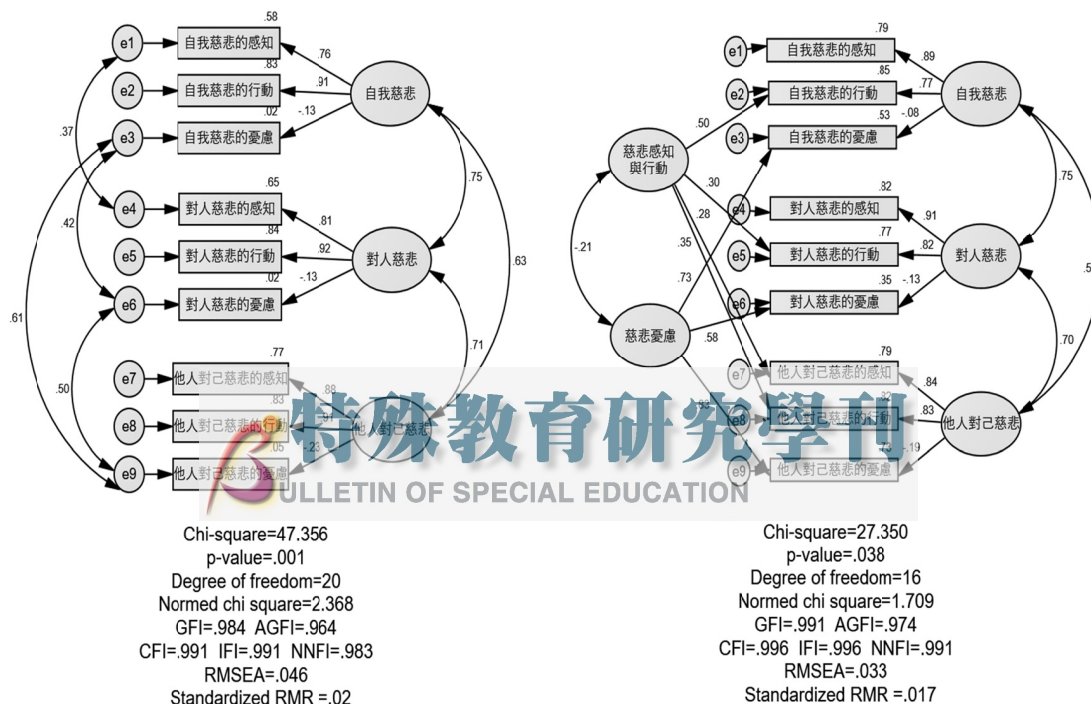 .58
e1 自我慈悲的感知
.76
.83
e2 自我慈悲的行動
.91
自我慈悲
.02
e3 自我慈悲的憂慮
-.13
.37
.75
.65
e4 對人慈悲的感知
.81
.42
.84
e5 對人慈悲的行動
.92
對人慈悲
.63
.02
e6 對人慈悲的憂慮
-.13
.61
.71
.77
e7 他人對己慈悲的感知
.88
.50
.83
e8 他人對己慈悲的行動
.91
他人對己慈悲
.05
e9 他人對己慈悲的憂慮
-.23
Chi-square=47.356
p-value=.001
Degree of freedom=20
Normed chi square=2.368
GFI=.984 AGFI=.964
CFI=.991 IFI=.991 NNFI=.983
RMSEA=.046
Standardized RMR =.02
.79
e1 自我慈悲的感知
.89
.85
e2 自我慈悲的行動
.77
自我慈悲
.50
.53
e3 自我慈悲的憂慮
-.08
慈悲感知
與行動
.75
.30
.82
e4 對人慈悲的感知
.91
.28
.77
e5 對人慈悲的行動
.82
對人慈悲
-.21
.35
.73
.35
e6 對人慈悲的憂慮
-.13
慈悲憂慮
.58
.70
.79
e7 他人對己慈悲的感知
.84
e8 他人對己慈悲的行動
.83
他人對己慈悲
.73
e9 他人對己慈悲的憂慮
-.19
Chi-square=27.350
p-value=.038
Degree of freedom=16
Normed chi square=1.709
GFI=.991 AGFI=.974
CFI=.996 IFI=.996 NNFI=.991
RMSEA=.033
Standardized RMR =.017
特殊教育研究學刊
BULLETIN OF SPECIAL EDUCATION